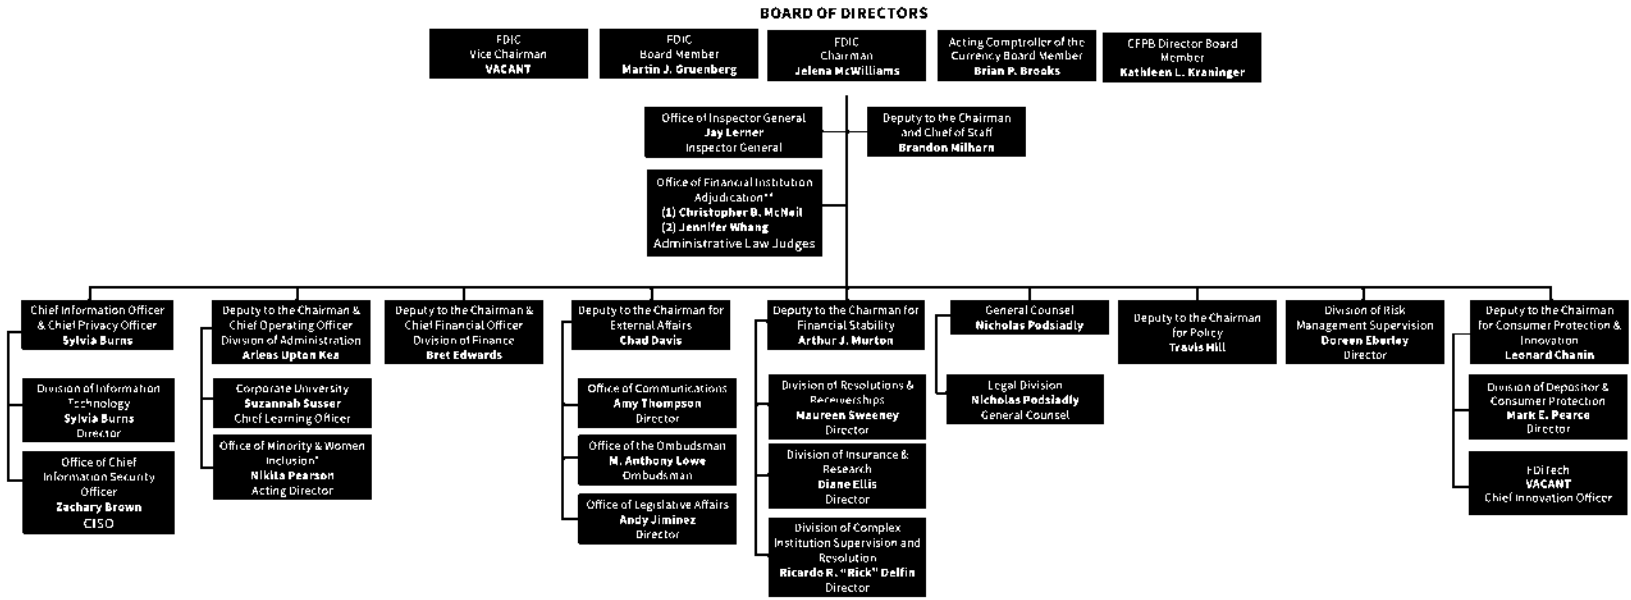 BOARD OF DIRECTORS
FDIC
Vice Chairman
VACANT
FDIC
Board Member
Martin J. Gruenberg
FDIC
Chairman
Jelena McWilliams
Acting Comptroller of the
Currency Board Member
Brian P. Brooks
CFPB Director Board
Member
Kathleen L. Kraninger
Office of Inspector General
Jay Lerner
Inspector General
Deputy to the Chairman
and Chief of Staff
Brandon Milhorn
Office of Financial Institution
Adjudication**
(1) Christopher B. McNeil
(2) Jennifer Whang
Administrative Law Judges
Chief Information Officer
& Chief Privacy Officer
Sylvia Burns
Division of Information
Technology
Sylvia Burns
Director
Office of Chief
Information Security
Officer
Zachary Brown
CISO
Deputy to the Chairman &
Chief Operating Officer
Division of Administration
Arleas Upton Kea
Corporate University
Suzannah Susser
Chief Learning Officer
Office of Minority & Women
Inclusion*
Nikita Pearson
Acting Director
Deputy to the Chairman &
Chief Financial Officer
Division of Finance
Bret Edwards
Deputy to the Chairman for
External Affairs
Chad Davis
Office of Communications
Amy Thompson
Director
Office of the Ombudsman
M. Anthony Lowe
Ombudsman
Office of Legislative Affairs
Andy Jiminez
Director
Deputy to the Chairman for
Financial Stability
Arthur J. Murton
Division of Resolutions &
Receiverships
Maureen Sweeney
Director
Division of Insurance &
Research
Diane Ellis
Director
Division of Complex
Institution Supervision and
Resolution
Ricardo R. "Rick" Delfin
Director
General Counsel
Nicholas Podsiadly
Legal Division
Nicholas Podsiadly
General Counsel
Deputy to the Chairman
for Policy
Travis Hill
Division of Risk
Management Supervision
Doreen Eberley
Director
Deputy to the Chairman
for Consumer Protection &
Innovation
Leonard Chanin
Division of Depositor &
Consumer Protection
Mark E. Pearce
Director
FDiTech
VACANT
Chief Innovation Officer